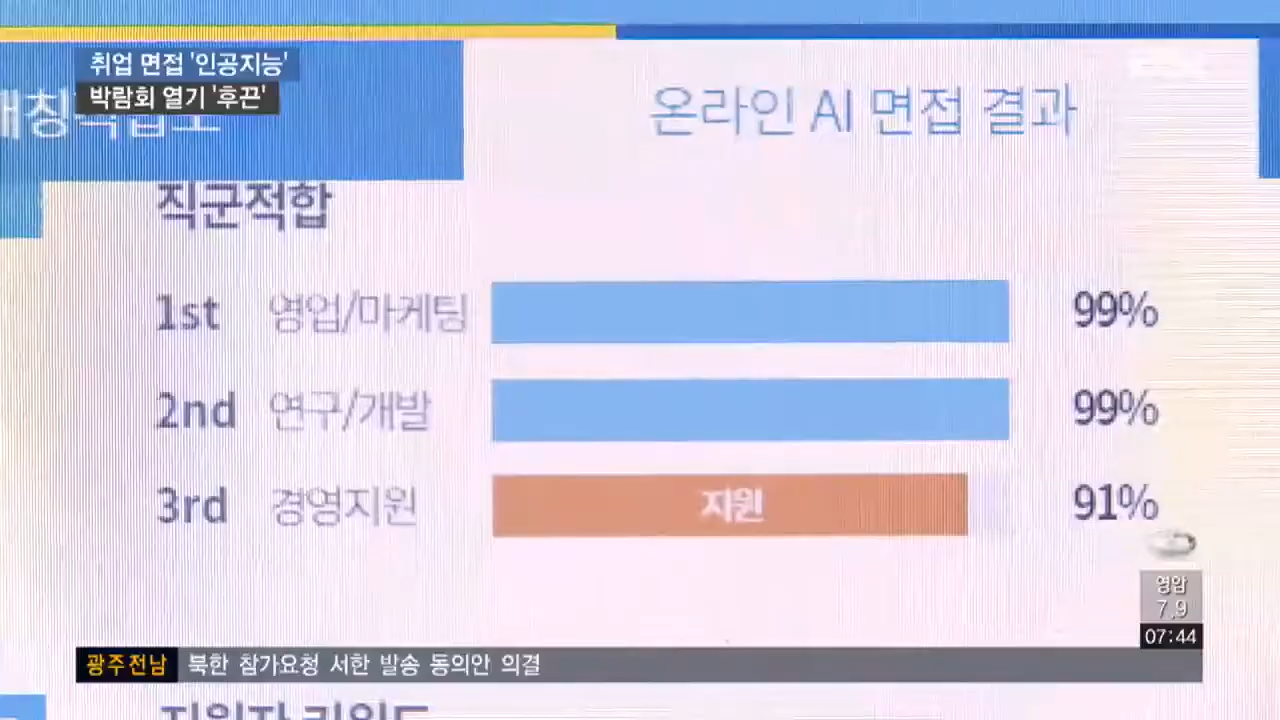 취업 면접 '인공지능'
박람회 열기 '후끈'
온라인 AI 면접 결과
직군적합
1st 영업/마케팅 99%
2nd 연구/개발 99%
3rd 경영지원 지원 91%
영암
7.9
07:44
광주전남 북한 참가요청 서한 발송 동의안 의결